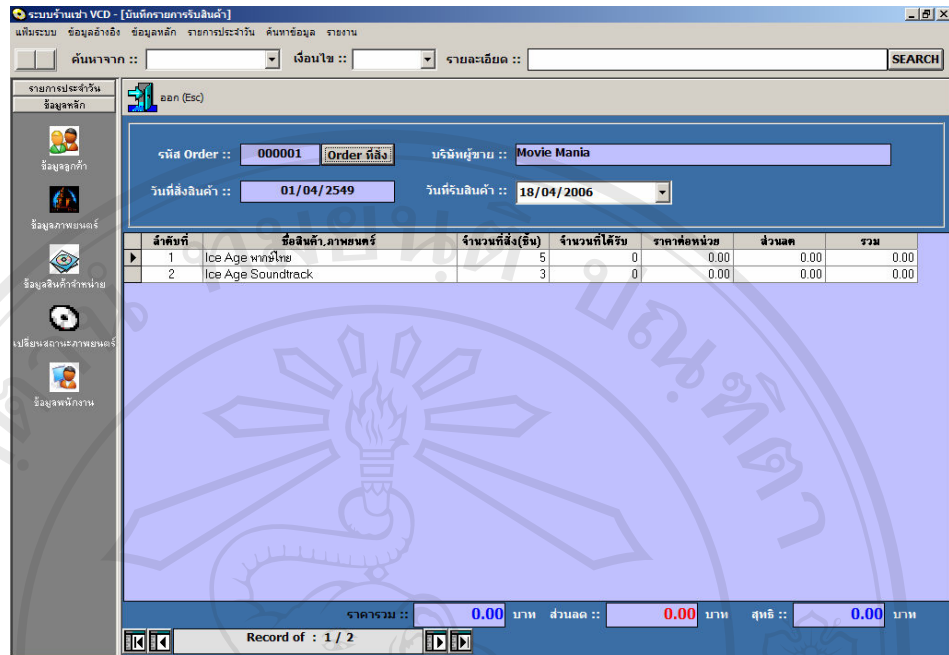 ระบบร้านเช่า VCD - [บันทึกรายการรับสินค้า]
แฟ้มระบบ ข้อมูลอ้างอิง ข้อมูลหลัก รายการประจำวัน ค้นหาข้อมูล รายงาน
ค้นหาจาก :: เงื่อนไข :: รายละเอียด :: SEARCH
รายการประจำวัน
ข้อมูลหลัก
ออก (Esc)
ข้อมูลลูกค้า
ข้อมูลภาพยนตร์
ข้อมูลสินค้าจำหน่าย
เปลี่ยนสถานะภาพยนตร์
ข้อมูลพนักงาน
รหัส Order :: 000001 Order ที่สั่ง บริษัทผู้ขาย :: Movie Mania
วันที่สั่งสินค้า :: 01/04/2549 วันที่รับสินค้า :: 18/04/2006
ลำดับที่ ชื่อสินค้า,ภาพยนตร์ จำนวนที่สั่ง(ชิ้น) จำนวนที่ได้รับ ราคาต่อหน่วย ส่วนลด รวม
1 Ice Age พากษ์ไทย 5 0 0.00 0.00 0.00
2 Ice Age Soundtrack 3 0 0.00 0.00 0.00
ราคารวม :: 0.00 บาท ส่วนลด :: 0.00 บาท สุทธิ :: 0.00 บาท
Record of : 1 / 2